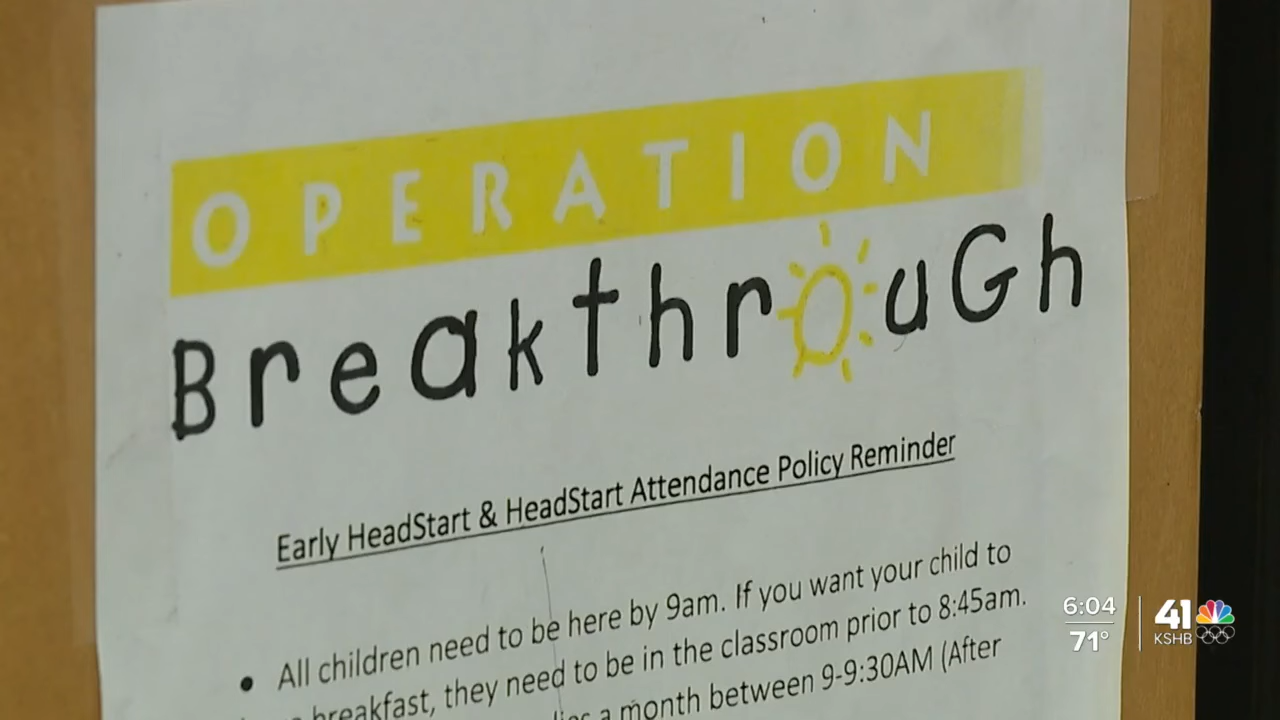 OPERATION
BreakthrouGh
Early HeadStart & HeadStart Attendance Policy Reminder
• All children need to be here by 9am. If you want your child to
breakfast, they need to be in the classroom prior to 8:45am.
a month between 9-9:30AM (After
6:04
71°
41
KSHB